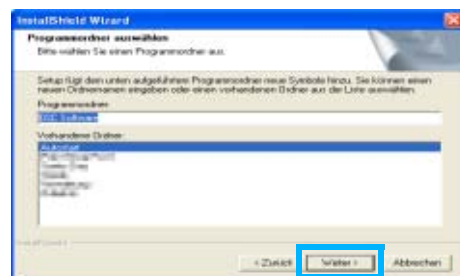 InstallShield Wizard
Programmordner auswählen
Bitte wählen Sie einen Programmordner aus.
Setup fügt dem unten aufgeführten Programmordner neue Symbole hinzu. Sie können einen
neuen Ordnernamen eingeben oder einen vorhandenen Ordner aus der Liste auswählen.
Programmordner:
Software
Vorhandene Ordner:
Autostart
< Zurück Weiter > Abbrechen